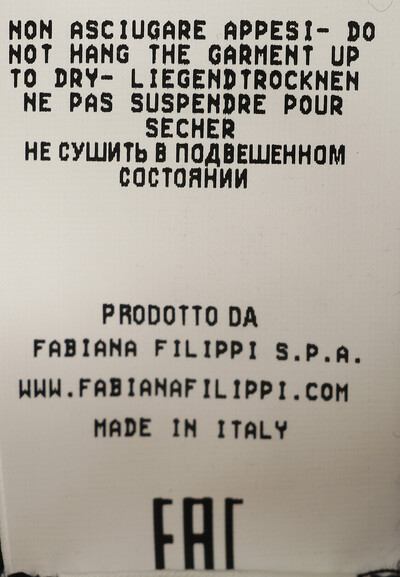 NON ASCIUGARE APPESI- DO
NOT HANG THE GARMENT UP
TO DRY- LIEGENDTROCKNEN
NE PAS SUSPENDRE POUR
SECHER
НЕ СУШИТЬ В ПОДВЕШЕННОМ
СОСТОЯНИИ
PRODOTTO DA
FABIANA FILIPPI S.P.A.
WWW.FABIANAFILIPPI.COM
MADE IN ITALY
EAC